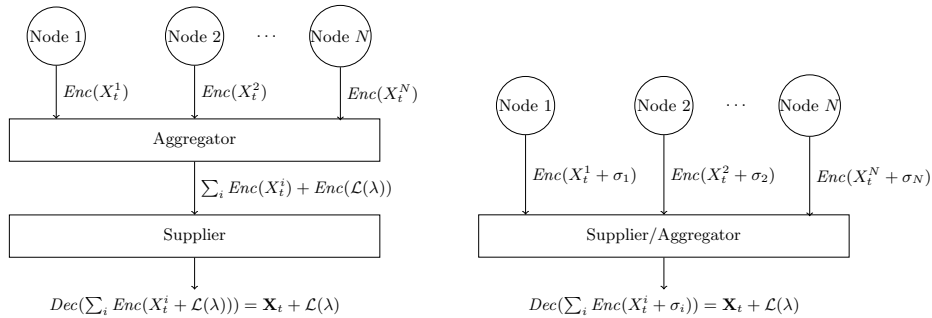 Node 1 Node 2 ··· Node N
Enc(X_t^1) Enc(X_t^2) Enc(X_t^N)
Aggregator
∑_i Enc(X_t^i) + Enc(ℒ(λ))
Supplier
Dec(∑_i Enc(X_t^i + ℒ(λ))) = 𝐗_t + ℒ(λ)
Node 1 Node 2 ··· Node N
Enc(X_t^1 + σ_1) Enc(X_t^2 + σ_2) Enc(X_t^N + σ_N)
Supplier/Aggregator
Dec(∑_i Enc(X_t^i + σ_i)) = 𝐗_t + ℒ(λ)